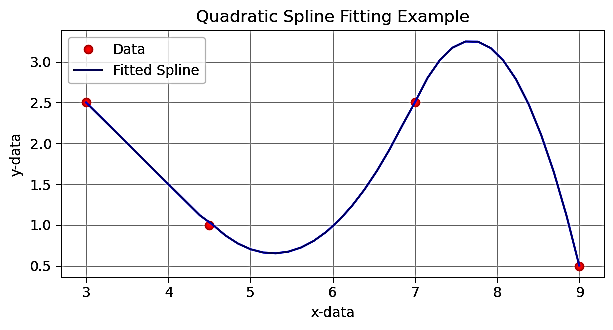 Quadratic Spline Fitting Example
Data
Fitted Spline
3.0
2.5
2.0
1.5
1.0
0.5
y-data
3 4 5 6 7 8 9
x-data